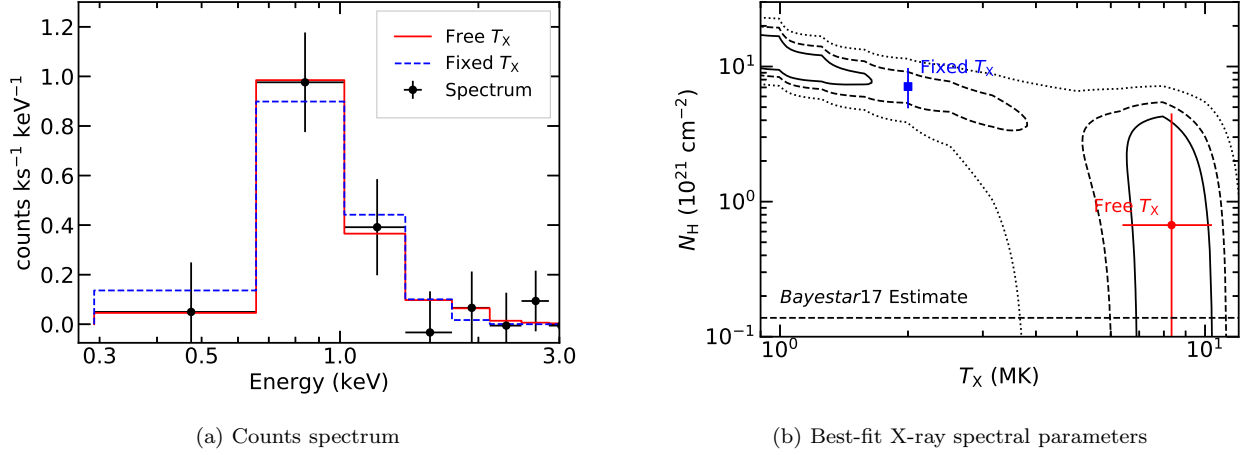 1.2
1.0
0.8
0.6
0.4
0.2
0.0
counts ks⁻¹ keV⁻¹
Free T_X
Fixed T_X
Spectrum
0.3 0.5 1.0 3.0
Energy (keV)
(a) Counts spectrum
10¹
10⁰
10⁻¹
N_H (10²¹ cm⁻²)
Fixed T_X
Free T_X
Bayestar17 Estimate
10⁰ 10¹
T_X (MK)
(b) Best-fit X-ray spectral parameters